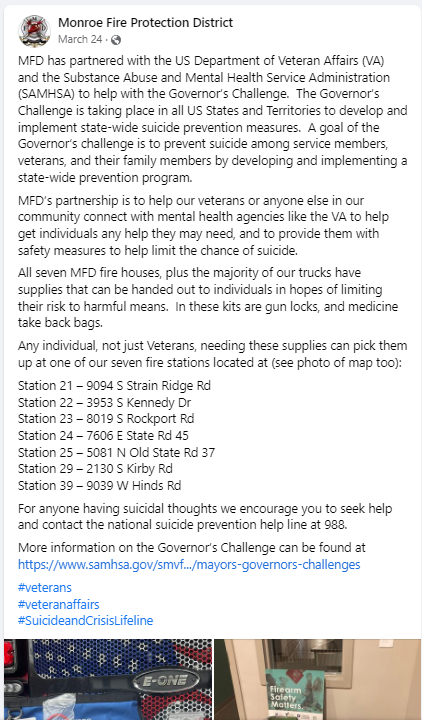 Monroe Fire Protection District
March 24 ·
MFD has partnered with the US Department of Veteran Affairs (VA)
and the Substance Abuse and Mental Health Service Administration
(SAMHSA) to help with the Governor's Challenge.  The Governor's
Challenge is taking place in all US States and Territories to develop and
implement state-wide suicide prevention measures.  A goal of the
Governor's challenge is to prevent suicide among service members,
veterans, and their family members by developing and implementing a
state-wide prevention program.
MFD's partnership is to help our veterans or anyone else in our
community connect with mental health agencies like the VA to help
get individuals any help they may need, and to provide them with
safety measures to help limit the chance of suicide.
All seven MFD fire houses, plus the majority of our trucks have
supplies that can be handed out to individuals in hopes of limiting
their risk to harmful means.  In these kits are gun locks, and medicine
take back bags.
Any individual, not just Veterans, needing these supplies can pick them
up at one of our seven fire stations located at (see photo of map too):
Station 21 – 9094 S Strain Ridge Rd
Station 22 – 3953 S Kennedy Dr
Station 23 – 8019 S Rockport Rd
Station 24 – 7606 E State Rd 45
Station 25 – 5081 N Old State Rd 37
Station 29 – 2130 S Kirby Rd
Station 39 – 9039 W Hinds Rd
For anyone having suicidal thoughts we encourage you to seek help
and contact the national suicide prevention help line at 988.
More information on the Governor's Challenge can be found at
https://www.samhsa.gov/smvf.../mayors-governors-challenges
#veterans
#veteranaffairs
#SuicideandCrisisLifeline
E-ONE
Firearm
Safety
Matters.